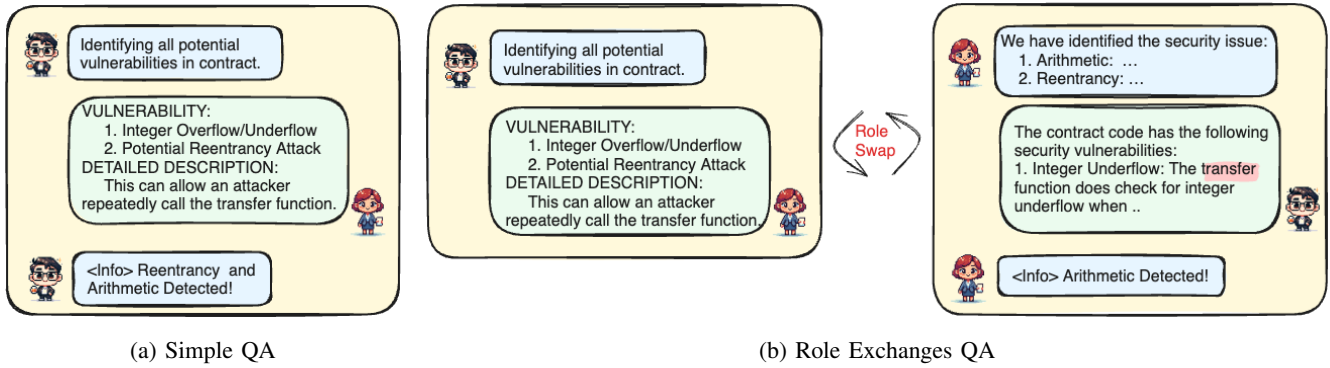 Identifying all potential
vulnerabilities in contract.
VULNERABILITY:
1. Integer Overflow/Underflow
2. Potential Reentrancy Attack
DETAILED DESCRIPTION:
This can allow an attacker
repeatedly call the transfer function.
<Info> Reentrancy and
Arithmetic Detected!
(a) Simple QA
Identifying all potential
vulnerabilities in contract.
VULNERABILITY:
1. Integer Overflow/Underflow
2. Potential Reentrancy Attack
DETAILED DESCRIPTION:
This can allow an attacker
repeatedly call the transfer function.
Role
Swap
We have identified the security issue:
1. Arithmetic: ...
2. Reentrancy: ...
The contract code has the following
security vulnerabilities:
1. Integer Underflow: The transfer
function does check for integer
underflow when ..
<Info> Arithmetic Detected!
(b) Role Exchanges QA